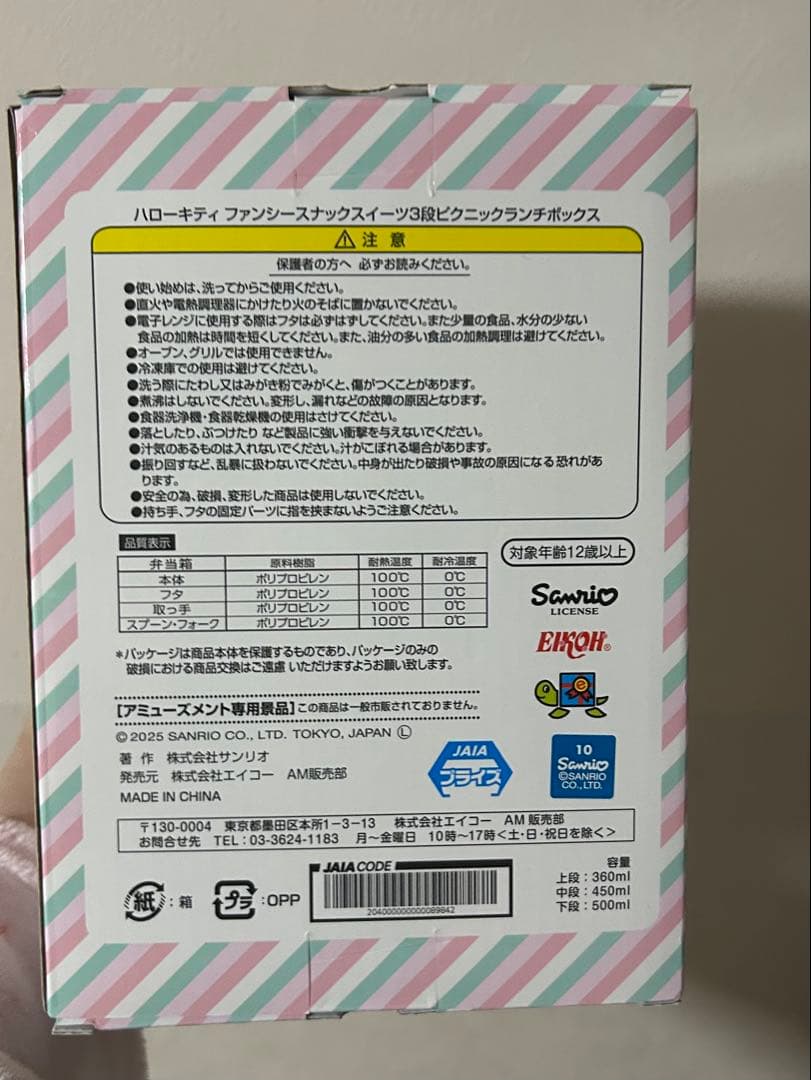 ハローキティ ファンシースナックスイーツ3段ピクニックランチボックス
⚠ 注意
保護者の方へ 必ずお読みください。
●使い始めは、洗ってからご使用ください。
●直火や電熱調理器にかけたり火のそばに置かないでください。
●電子レンジに使用する際はフタは必ずはずしてください。また少量の食品、水分の少ない
食品の加熱は時間を短くしてください。また、油分の多い食品の加熱調理は避けてください。
●オーブン、グリルでは使用できません。
●冷凍庫での使用は避けてください。
●洗う際にたわし又はみがき粉でみがくと、傷がつくことがあります。
●煮沸はしないでください。変形し、漏れなどの故障の原因となります。
●食器洗浄機・食器乾燥機の使用はさけてください。
●落としたり、ぶつけたり など製品に強い衝撃を与えないでください。
●汁気のあるものは入れないでください。汁がこぼれる場合があります。
●振り回すなど、乱暴に扱わないでください。中身が出たり破損や事故の原因になる 恐れがあ
ります。
●安全の為、破損、変形した商品は使用しないでください。
●持ち手、フタの固定パーツに指を挟まないようご注意ください。
品質表示
弁当箱 原料樹脂 耐熱温度 耐冷温度
本体 ポリプロピレン 100℃ 0℃
フタ ポリプロピレン 100℃ 0℃
取っ手 ポリプロピレン 100℃ 0℃
スプーン・フォーク ポリプロピレン 100℃ 0℃
対象年齢12歳以上
Sanrio
LICENSE
EIKOH®
e
*パッケージは商品本体を保護するものであり、パッケージのみの
破損における商品交換はご遠慮 いただけますようお願い致します。
【アミューズメント専用景品】この商品は一般市販されておりません。
©2025 SANRIO CO., LTD. TOKYO, JAPAN Ⓛ
著作 株式会社サンリオ
発売元 株式会社エイコー AM販売部
MADE IN CHINA
JAIA
プライズ
10
Sanrio
©SANRIO
CO., LTD.
〒130-0004 東京都墨田区本所1-3-13 株式会社エイコー AM販売部
お問合せ先 TEL:03-3624-1183 月~金曜日 10時~17時<土・日・祝日を除く>
紙:箱
プラ:OPP
JAIA CODE
204000000000089842
容量
上段:360ml
中段:450ml
下段:500ml